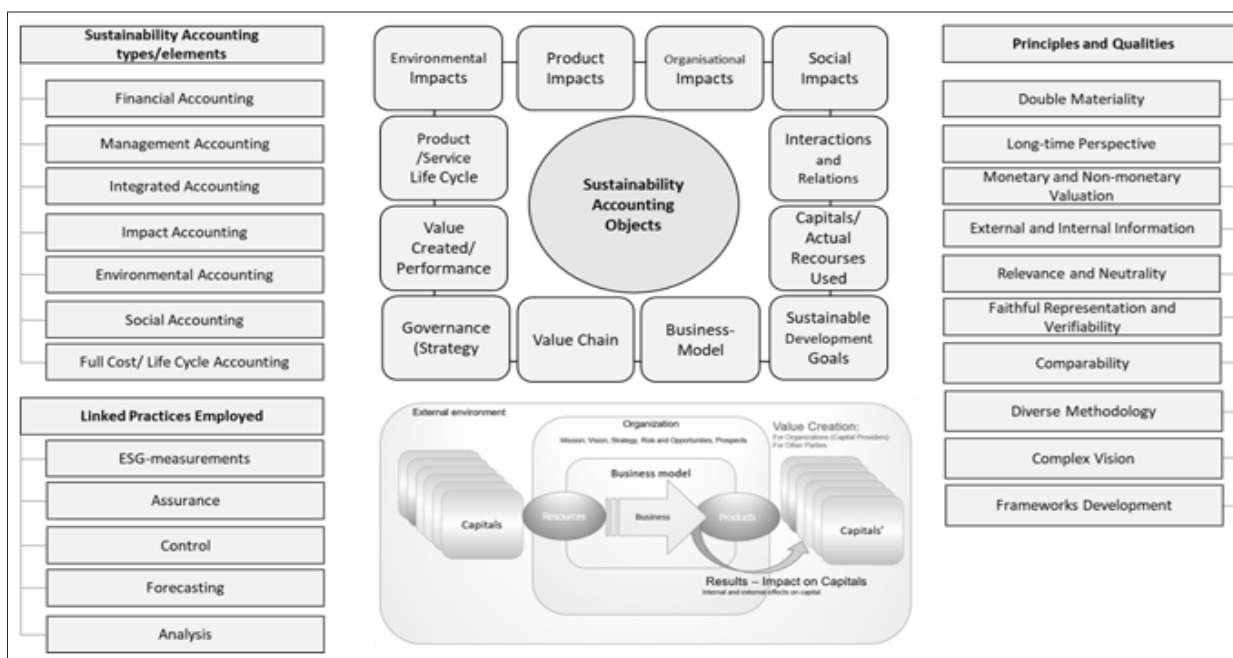 Sustainability Accounting
types/elements
Financial Accounting
Management Accounting
Integrated Accounting
Impact Accounting
Environmental Accounting
Social Accounting
Full Cost/ Life Cycle Accounting
Linked Practices Employed
ESG-measurements
Assurance
Control
Forecasting
Analysis
Environmental
Impacts
Product
Impacts
Organisational
Impacts
Social
Impacts
Product
/Service
Life Cycle
Sustainability
Accounting
Objects
Interactions
and
Relations
Value
Created/
Performance
Capitals/
Actual
Recourses
Used
Governance
(Strategy
Value Chain
Business-
Model
Sustainable
Development
Goals
External environment
Organization
Mission, Vision, Strategy, Risk and Opportunities, Prospects
Value Creation:
For Organizations (Capital Providers)
For Other Parties
Business model
Capitals
Resources
Business
Products
Capitals'
Results – Impact on Capitals
Internal and external effects on capital
Principles and Qualities
Double Materiality
Long-time Perspective
Monetary and Non-monetary
Valuation
External and Internal Information
Relevance and Neutrality
Faithful Representation and
Verifiability
Comparability
Diverse Methodology
Complex Vision
Frameworks Development